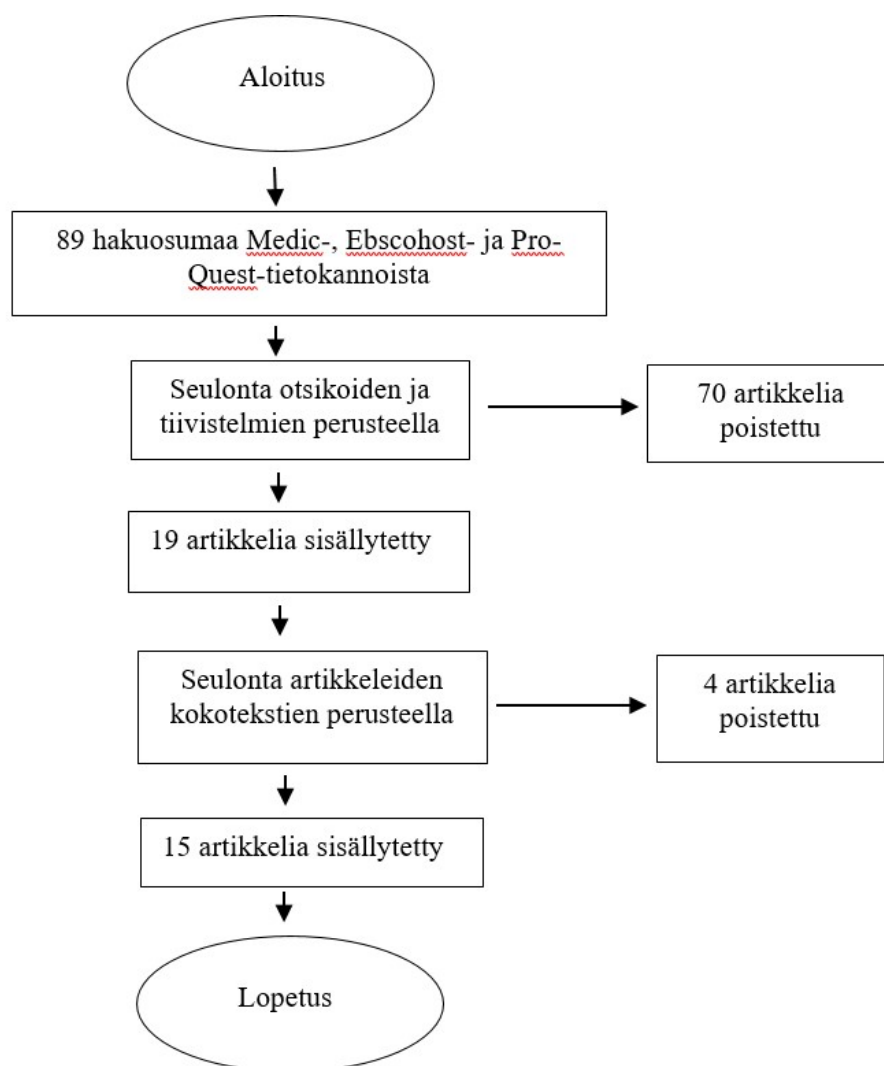 Aloitus
89 hakuosumaa Medic-, Ebscohost- ja Pro-
Quest-tietokannoista
Seulonta otsikoiden ja
tiivistelmien perusteella
70 artikkelia
poistettu
19 artikkelia sisällytetty
Seulonta artikkeleiden
kokotekstien perusteella
4 artikkelia
poistettu
15 artikkelia sisällytetty
Lopetus